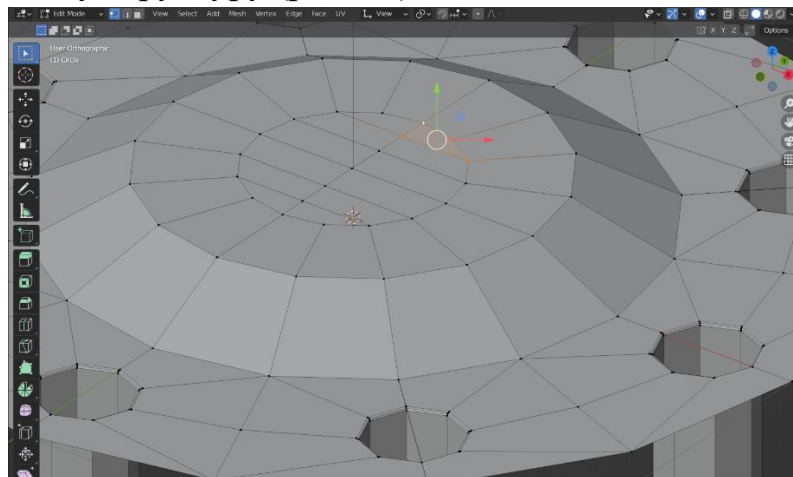 Edit Mode View Select Add Mesh Vertex Edge Face UV View
X Y Z Options
User Orthographic
(1) Circle
Z
Y
X